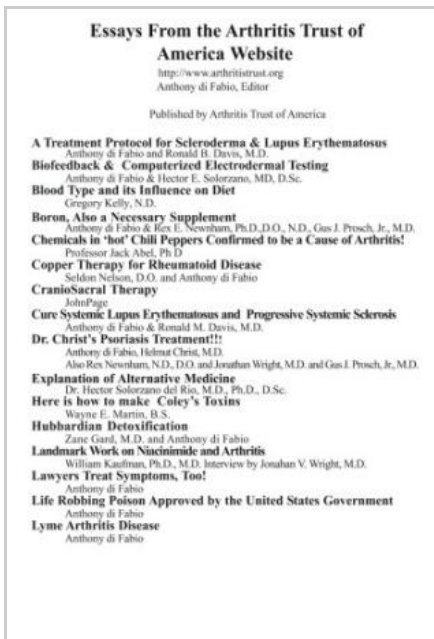 Essays From the Arthritis Trust of
America Website
http://www.arthritistrust.org
Anthony di Fabio, Editor
Published by Arthritis Trust of America
A Treatment Protocol for Scleroderma & Lupus Erythematosus
Anthony di Fabio and Ronald B. Davis, M.D.
Biofeedback & Computerized Electrodermal Testing
Anthony di Fabio & Hector E. Solorzano, MD, D.Sc.
Blood Type and its Influence on Diet
Gregory Kelly, N.D.
Boron, Also a Necessary Supplement
Anthony di Fabio & Rex E. Newnham, Ph.D.,D.O., N.D., Gus J. Prosch, Jr., M.D.
Chemicals in ‘hot’ Chili Peppers Confirmed to be a Cause of Arthritis!
Professor Jack Abel, Ph D
Copper Therapy for Rheumatoid Disease
Seldon Nelson, D.O. and Anthony di Fabio
CranioSacral Therapy
JohnPage
Cure Systemic Lupus Erythematosus and Progressive Systemic Sclerosis
Anthony di Fabio & Ronald M. Davis, M.D.
Dr. Christ's Psoriasis Treatment!!!
Anthony di Fabio, Helmut Christ, M.D.
Also Rex Newnham, N.D., D.O. and Jonathan Wright, M.D. and Gus J. Prosch, Jr., M.D.
Explanation of Alternative Medicine
Dr. Hector Solorzano del Rio, M.D., Ph.D., D.Sc.
Here is how to make Coley's Toxins
Wayne E. Martin, B.S.
Hubbardian Detoxification
Zane Gard, M.D. and Anthony di Fabio
Landmark Work on Niacinimide and Arthritis
William Kaufman, Ph.D., M.D. Interview by Jonahan V. Wright, M.D.
Lawyers Treat Symptoms, Too!
Anthony di Fabio
Life Robbing Poison Approved by the United States Government
Anthony di Fabio
Lyme Arthritis Disease
Anthony di Fabio